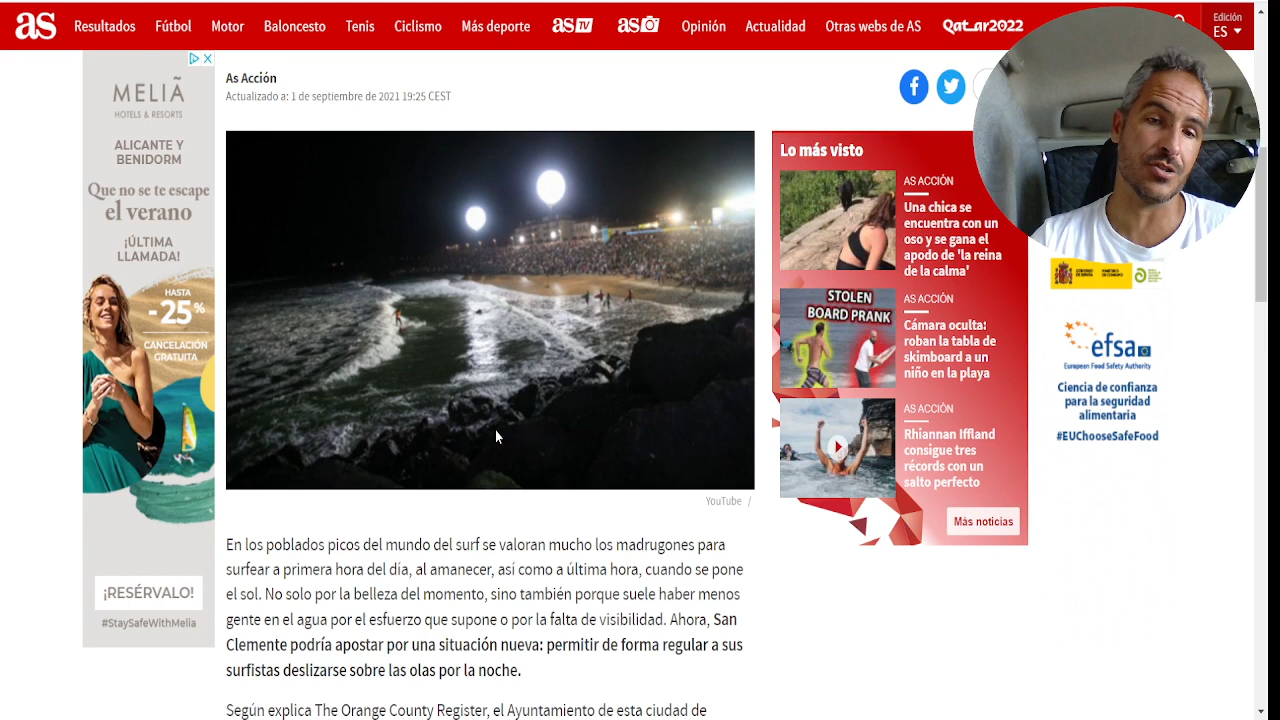 as
Resultados
Fútbol
Motor
Baloncesto
Tenis
Ciclismo
Más deporte
as TV
as
Opinión
Actualidad
Otras webs de AS
Qatar2022
Edición
ES
As Acción
Actualizado a: 1 de septiembre de 2021 19:25 CEST
MELIÃ
HOTELS & RESORTS
ALICANTE Y
BENIDORM
Que no se te escape
el verano
¡ÚLTIMA
LLAMADA!
HASTA
-25%
CANCELACIÓN
GRATUITA
¡RESÉRVALO!
#StaySafeWithMelia
YouTube /
En los poblados picos del mundo del surf se valoran mucho los madrugones para
surfear a primera hora del día, al amanecer, así como a última hora, cuando se pone
el sol. No solo por la belleza del momento, sino también porque suele haber menos
gente en el agua por el esfuerzo que supone o por la falta de visibilidad. Ahora, San
Clemente podría apostar por una situación nueva: permitir de forma regular a sus
surfistas deslizarse sobre las olas por la noche.
Según explica The Orange County Register, el Ayuntamiento de esta ciudad de
Lo más visto
AS ACCIÓN
Una chica se
encuentra con un
oso y se gana el
apodo de 'la reina
de la calma'
STOLEN
BOARD PRANK
AS ACCIÓN
Cámara oculta:
roban la tabla de
skimboard a un
niño en la playa
AS ACCIÓN
Rhiannan Iffland
consigue tres
récords con un
salto perfecto
Más noticias
efsa
European Food Safety Authority
Ciencia de confianza
para la seguridad
alimentaria
#EUChooseSafeFood